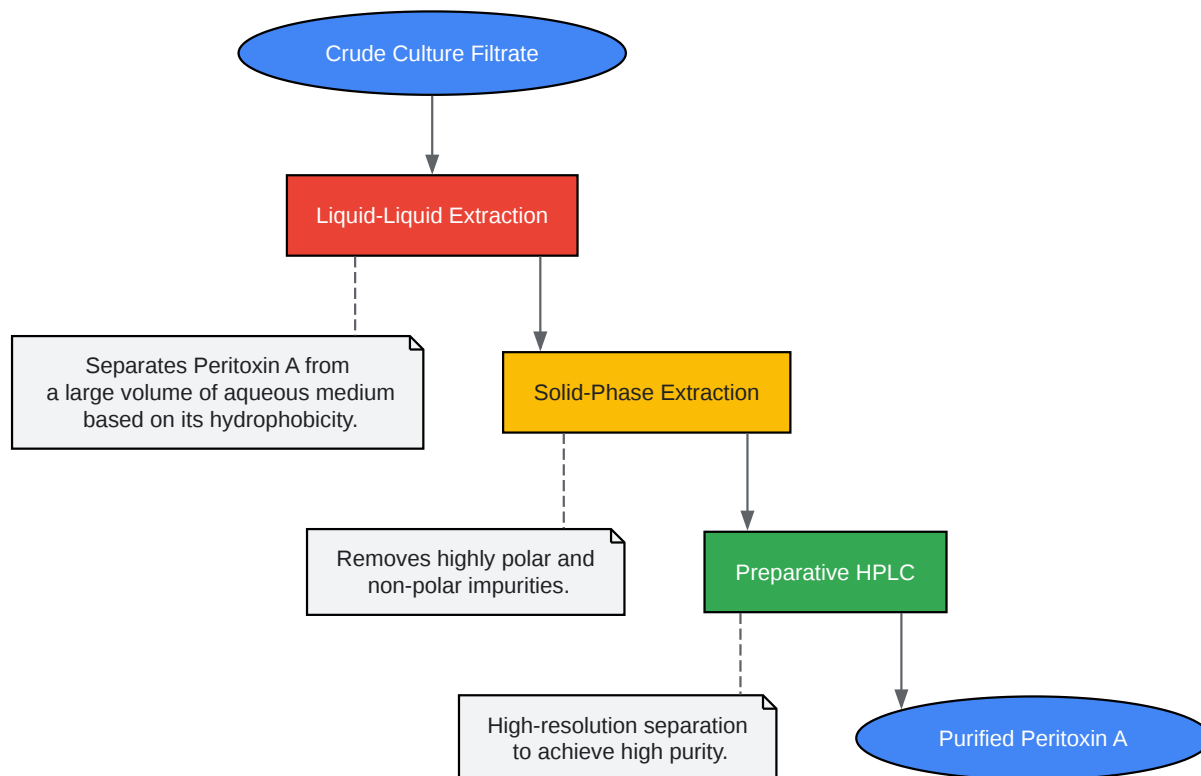 Crude Culture Filtrate
Liquid-Liquid Extraction
Separates Peritoxin A from
a large volume of aqueous medium
based on its hydrophobicity.
Solid-Phase Extraction
Removes highly polar and
non-polar impurities.
Preparative HPLC
High-resolution separation
to achieve high purity.
Purified Peritoxin A